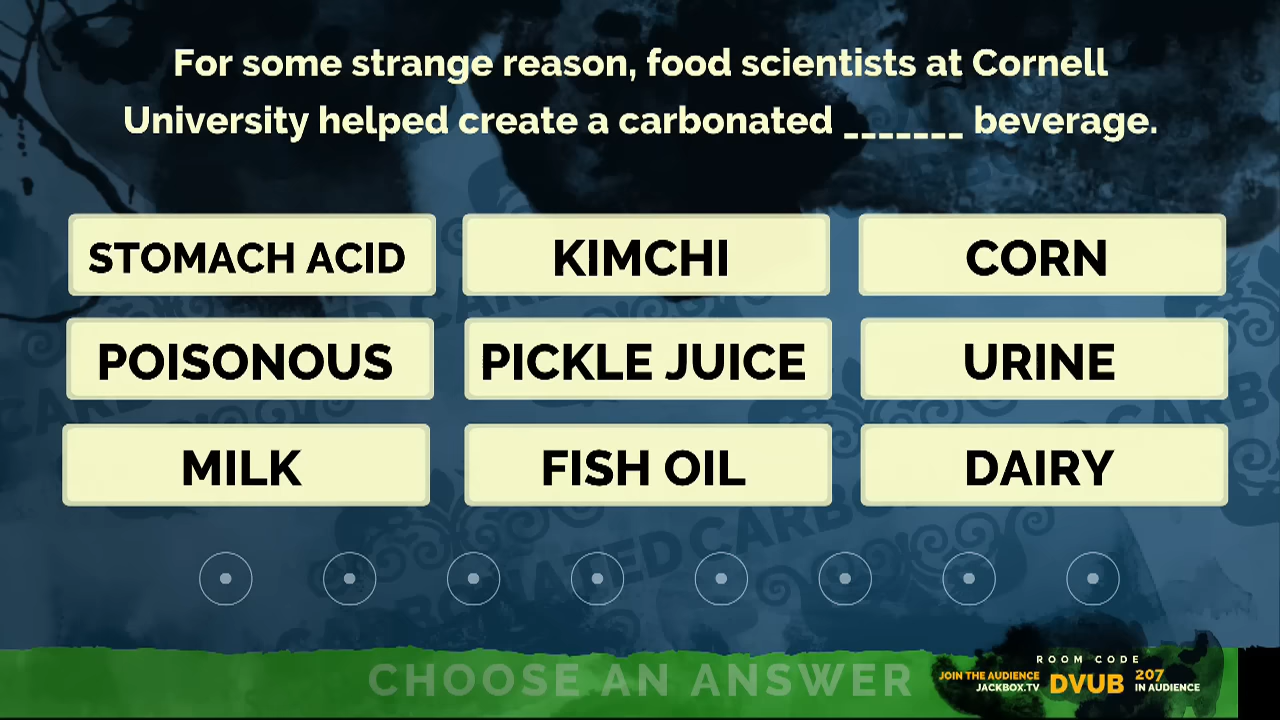 For some strange reason, food scientists at Cornell
University helped create a carbonated _______ beverage.
STOMACH ACID
KIMCHI
CORN
POISONOUS
PICKLE JUICE
URINE
MILK
FISH OIL
DAIRY
CHOOSE AN ANSWER
ROOM CODE
JOIN THE AUDIENCE
JACKBOX.TV
DVUB
207
IN AUDIENCE